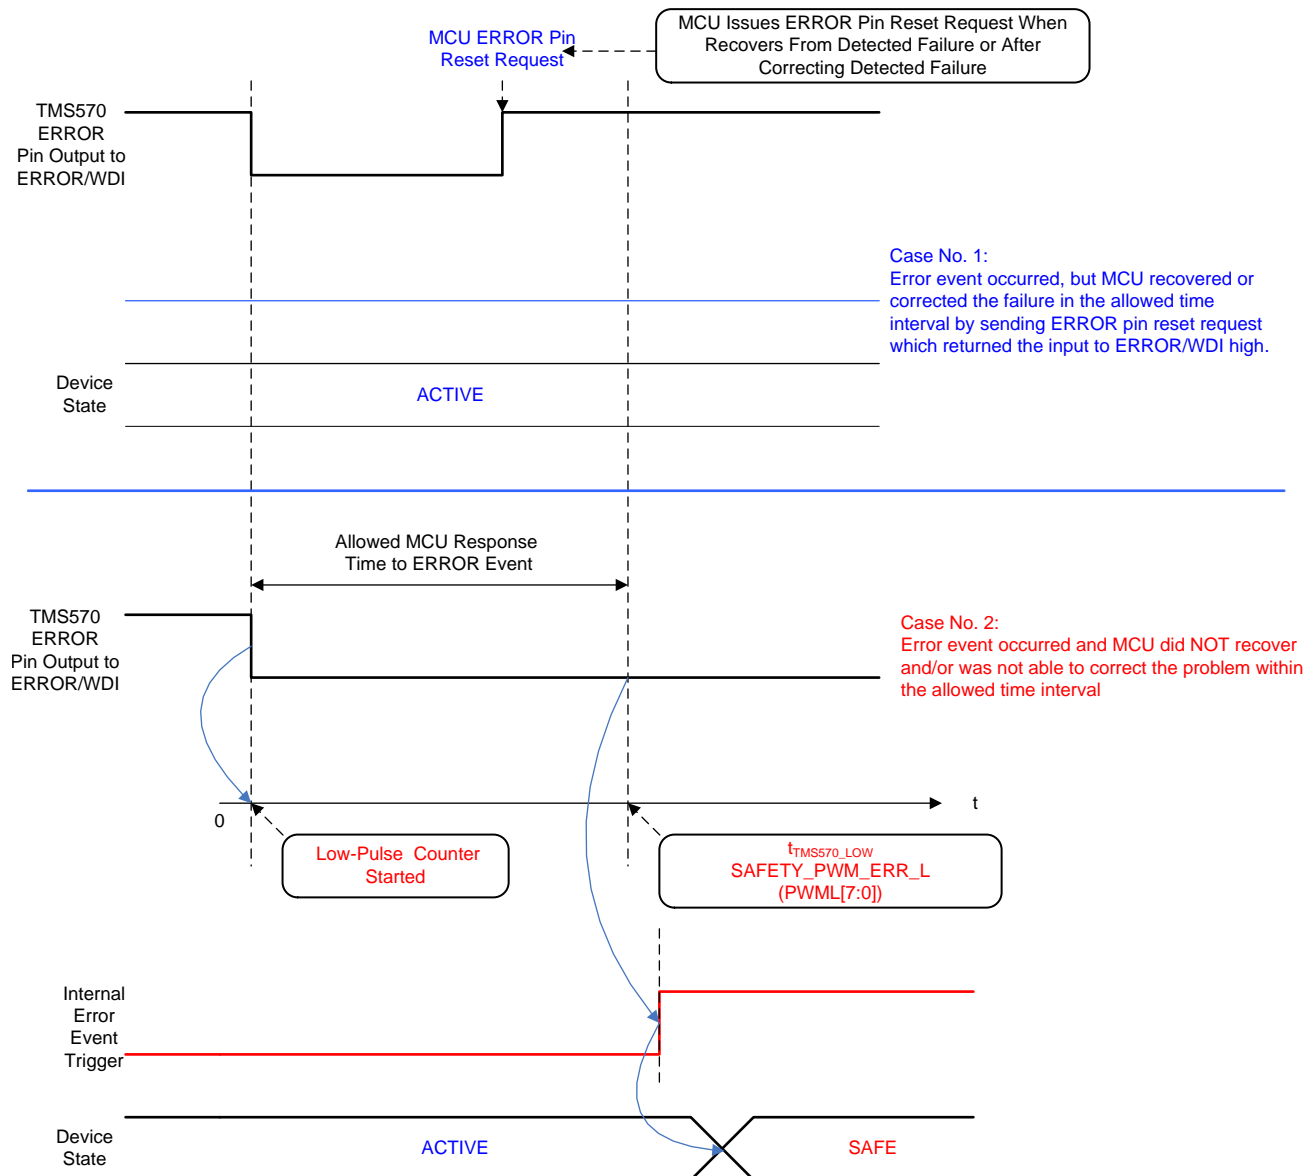 MCU Issues ERROR Pin Reset Request When
Recovers From Detected Failure or After
Correcting Detected Failure
MCU ERROR Pin
Reset Request
TMS570
ERROR
Pin Output to
ERROR/WDI
Case No. 1:
Error event occurred, but MCU recovered or
corrected the failure in the allowed time
interval by sending ERROR pin reset request
which returned the input to ERROR/WDI high.
Device
State
ACTIVE
Allowed MCU Response
Time to ERROR Event
TMS570
ERROR
Pin Output to
ERROR/WDI
Case No. 2:
Error event occurred and MCU did NOT recover
and/or was not able to correct the problem within
the allowed time interval
0
t
Low-Pulse Counter
Started
tTMS570_LOW
SAFETY_PWM_ERR_L
(PWML[7:0])
Internal
Error
Event
Trigger
Device
State
ACTIVE
SAFE